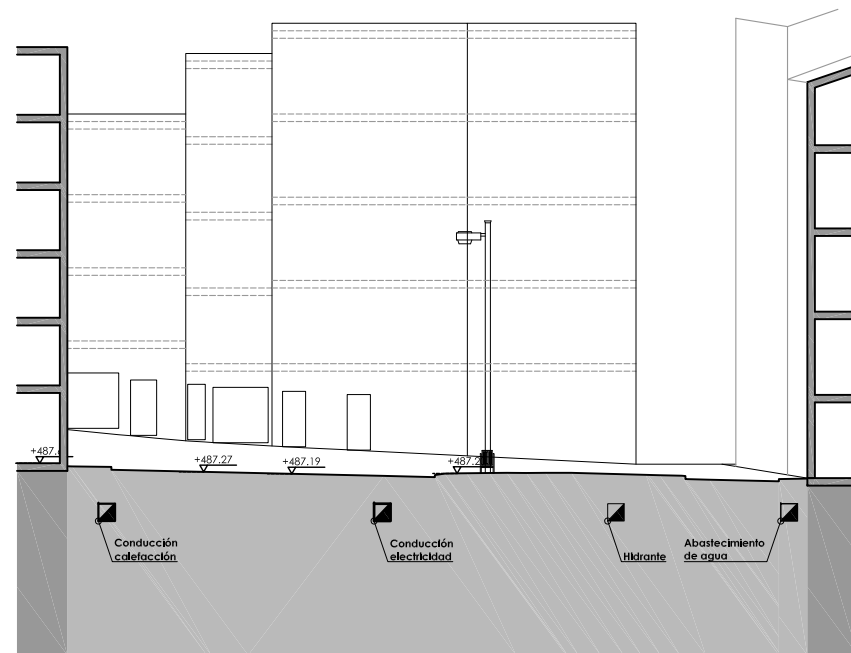 +487.27
+487.19
Conducción
calefacción
Conducción
electricidad
Hidrante
Abastecimiento
de agua